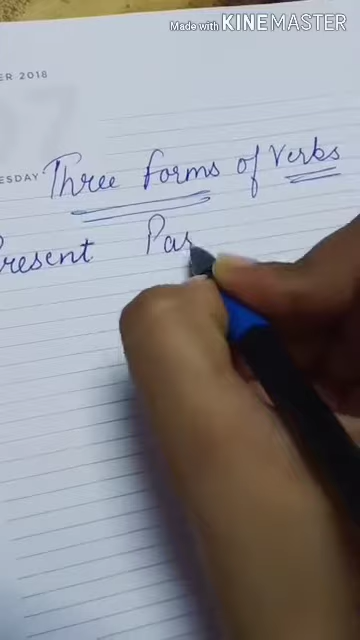 Made with KINEMASTER
ER 2018
ESDAY Three forms of Verbs
resent Pas